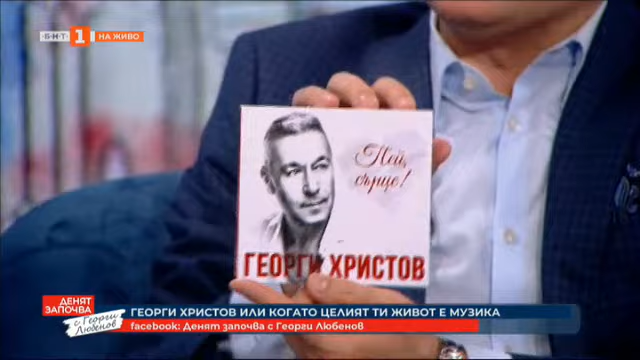 БНТ 1 НА ЖИВО
Пей,
сърце!
ГЕОРГИ ХРИСТОВ
ДЕНЯТ
ЗАПОЧВА
с Георги
Любенов
ГЕОРГИ ХРИСТОВ ИЛИ КОГАТО ЦЕЛИЯТ ТИ ЖИВОТ Е МУЗИКА
facebook: Денят започва с Георги Любенов